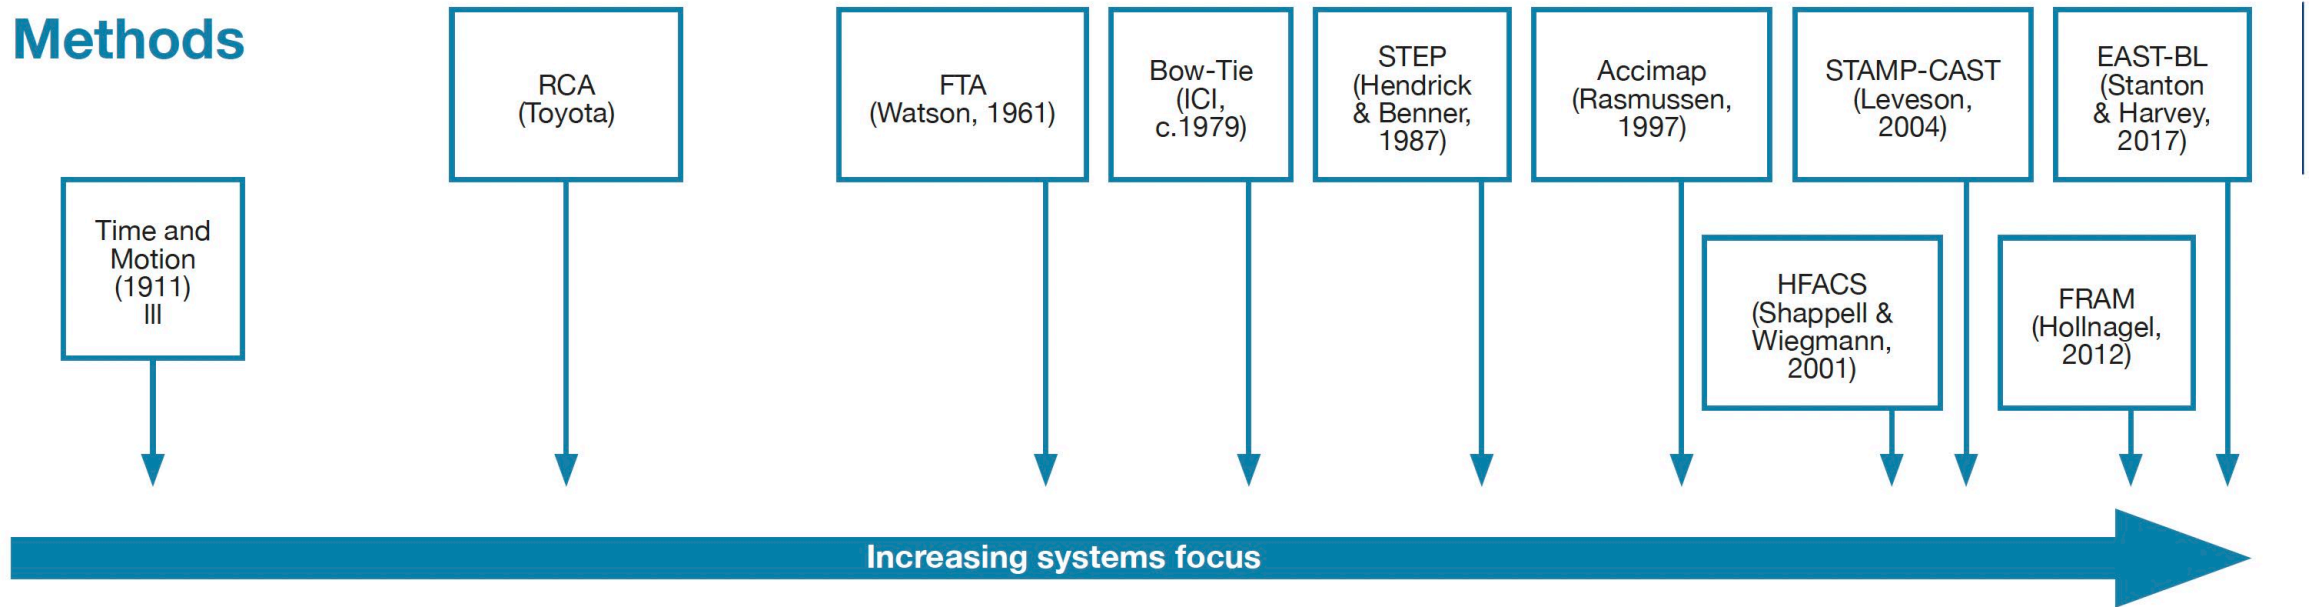 Methods
Time and
Motion
(1911)
III
RCA
(Toyota)
FTA
(Watson, 1961)
Bow-Tie
(ICI,
c.1979)
STEP
(Hendrick
& Benner,
1987)
Accimap
(Rasmussen,
1997)
HFACS
(Shappell &
Wiegmann,
2001)
STAMP-CAST
(Leveson,
2004)
FRAM
(Hollnagel,
2012)
EAST-BL
(Stanton
& Harvey,
2017)
Increasing systems focus